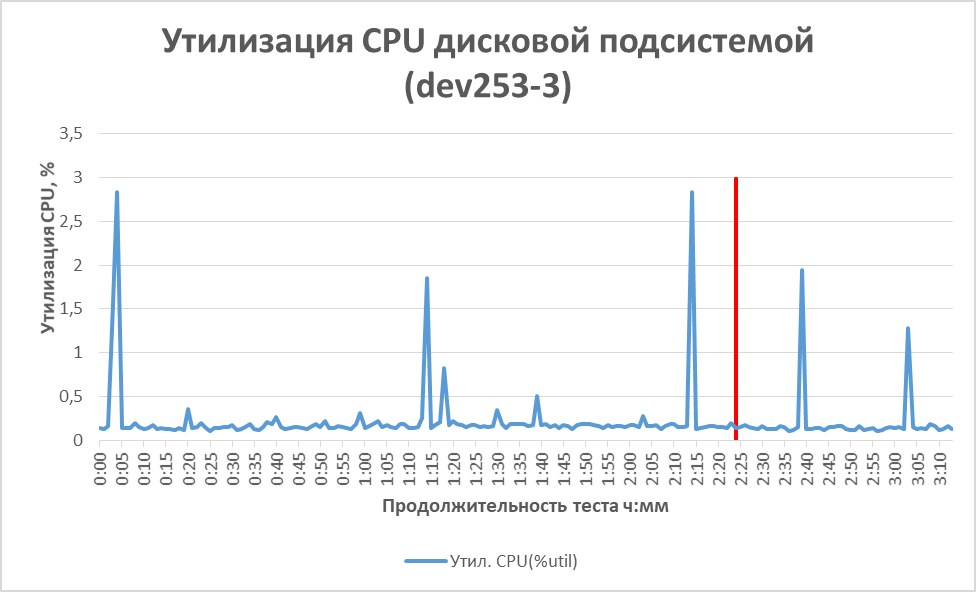 Утилизация CPU дисковой подсистемой
(dev253-3)
Утилизация CPU, %
3,5
3
2,5
2
1,5
1
0,5
0
0:00 0:05 0:10 0:15 0:20 0:25 0:30 0:35 0:40 0:45 0:50 0:55 1:00 1:05 1:10 1:15 1:20 1:25 1:30 1:35 1:40 1:45 1:50 1:55 2:00 2:05 2:10 2:15 2:20 2:25 2:30 2:35 2:40 2:45 2:50 2:55 3:00 3:05 3:10
Продолжительность теста ч:мм
Утил. CPU(%util)